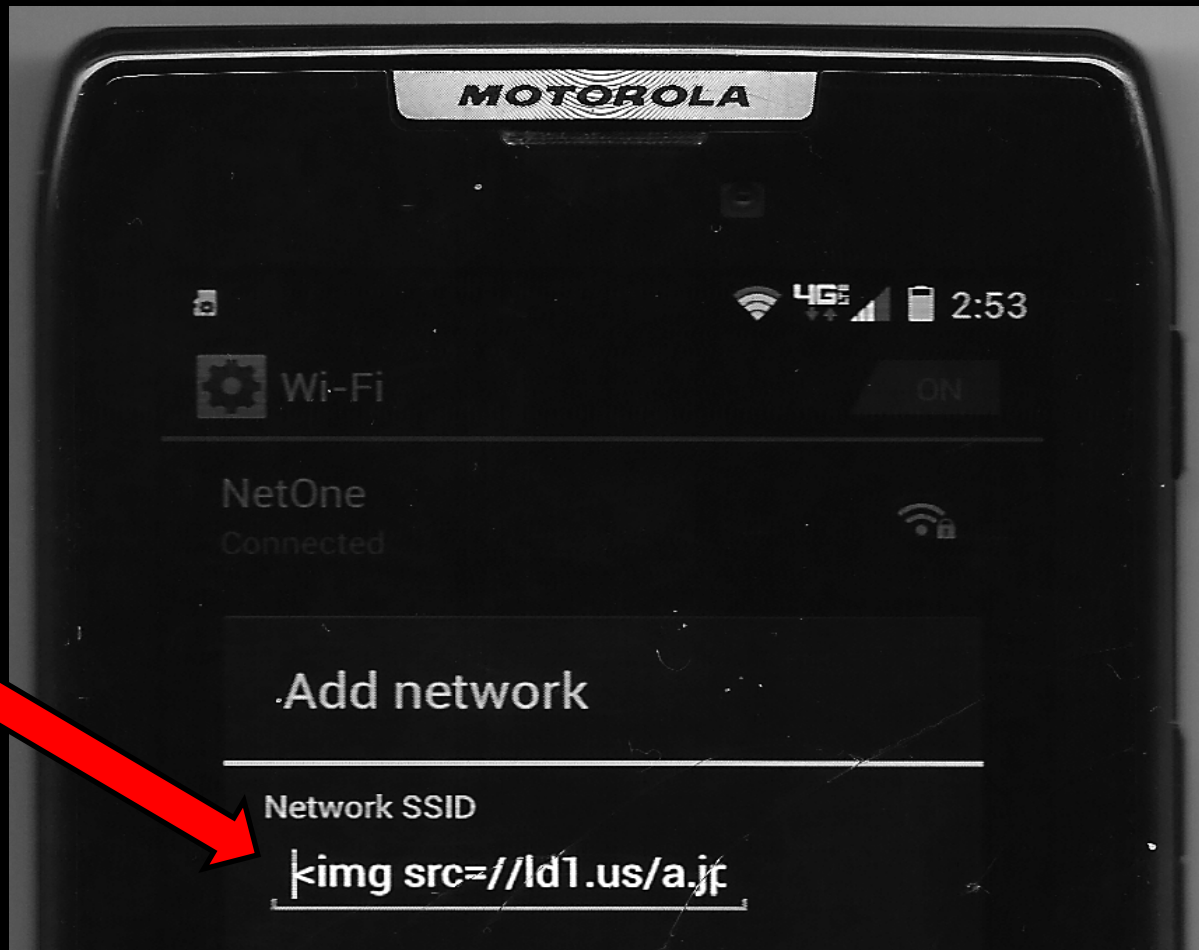 MOTOROLA
4G 2:53
Wi-Fi ON
NetOne
Connected
Add network
Network SSID
<img src=//ld1.us/a.jp